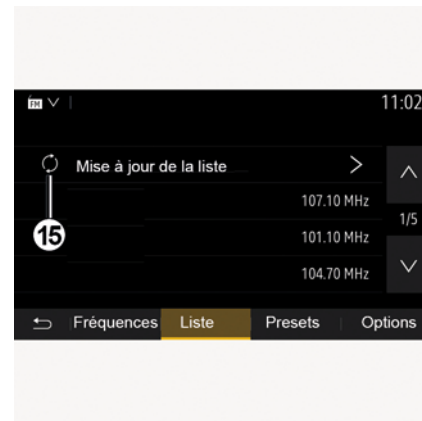 FM 11:02
Mise à jour de la liste
107.10 MHz
1/5
15
101.10 MHz
104.70 MHz
Fréquences Liste Presets Options